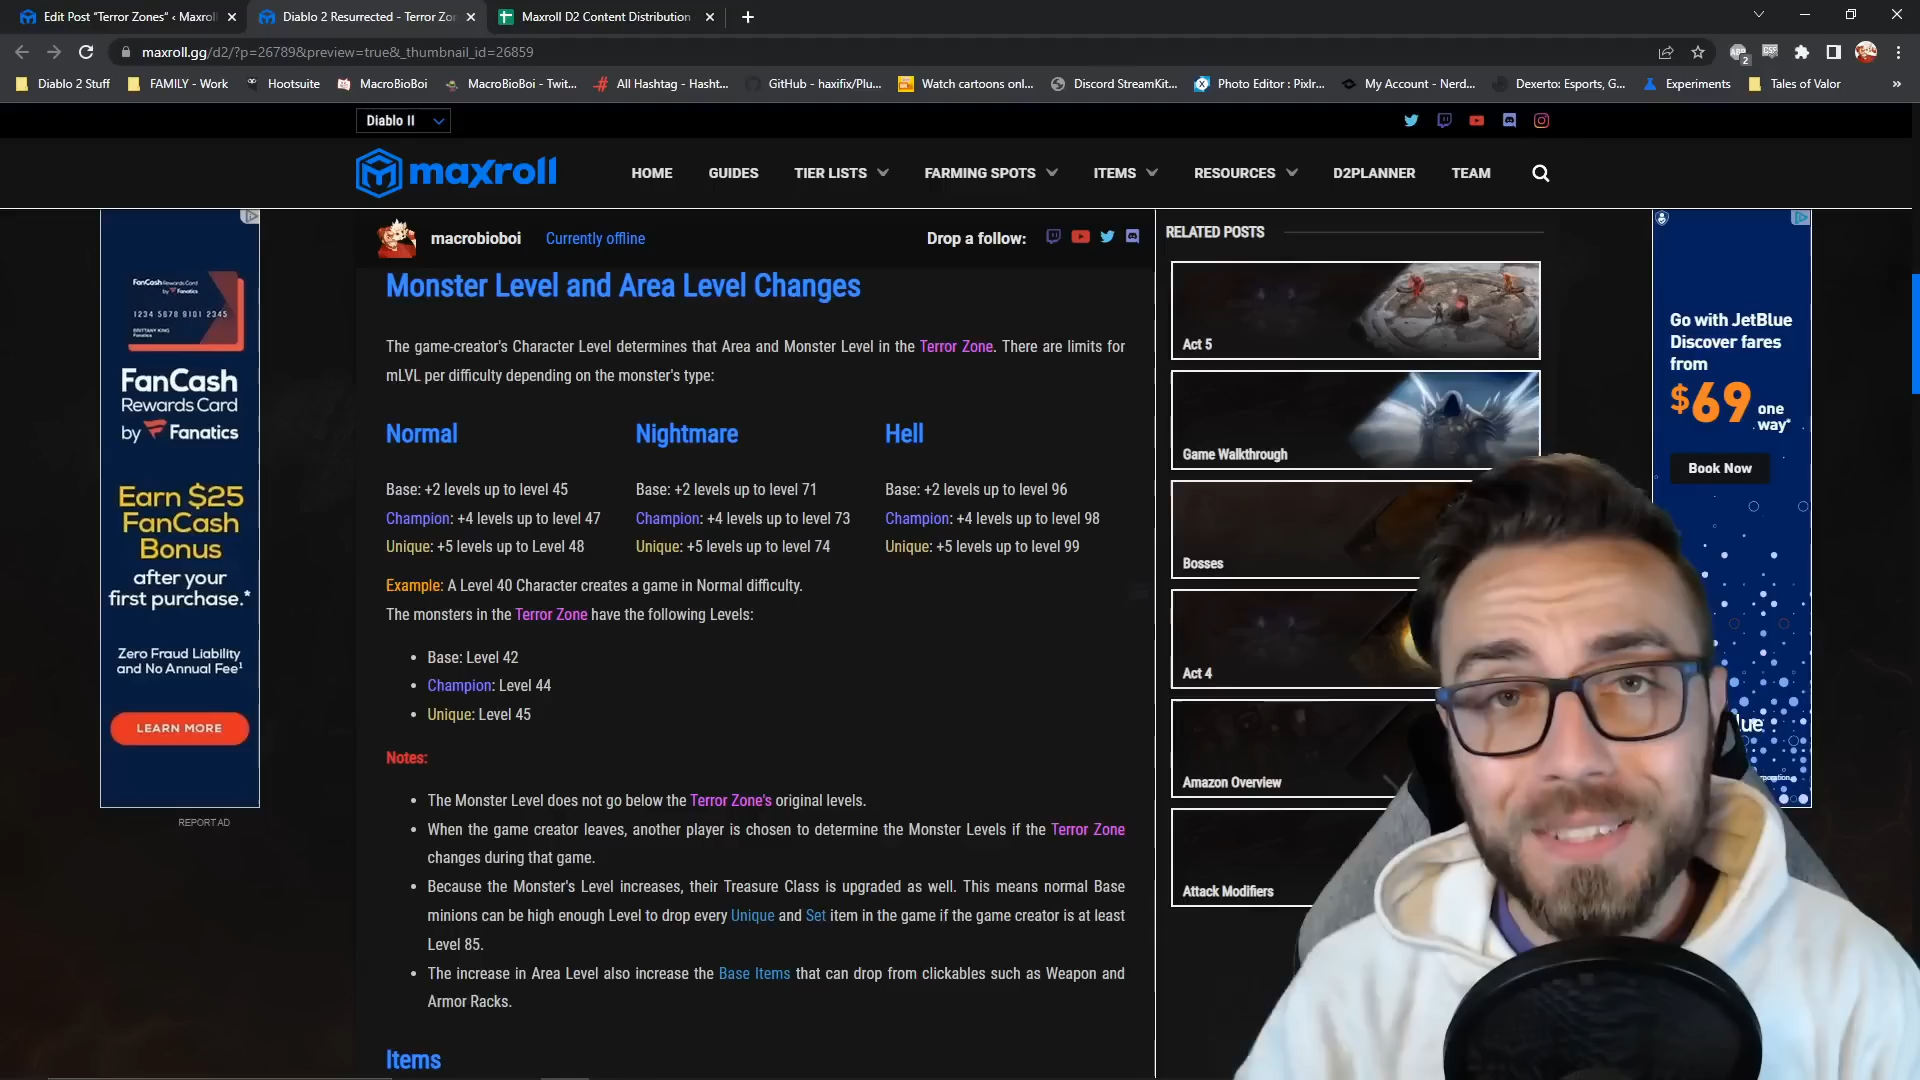 Edit Post "Terror Zones" ‹ Maxroll
Diablo 2 Resurrected - Terror Zo
Maxroll D2 Content Distribution
maxroll.gg/d2/?p=26789&preview=true&_thumbnail_id=26859
Diablo 2 Stuff
FAMILY - Work
Hootsuite
MacroBioBoi
MacroBioBoi - Twit...
All Hashtag - Hasht...
GitHub - haxifix/Plu...
Watch cartoons onl...
Discord StreamKit...
Photo Editor : Pixlr...
My Account - Nerd...
Dexerto: Esports, G...
Experiments
Tales of Valor
»
Diablo II
maxroll
HOME
GUIDES
TIER LISTS
FARMING SPOTS
ITEMS
RESOURCES
D2PLANNER
TEAM
macrobioboi
Currently offline
Drop a follow:
Monster Level and Area Level Changes
The game-creator's Character Level determines that Area and Monster Level in the Terror Zone. There are limits for
mLVL per difficulty depending on the monster's type:
Normal
Base: +2 levels up to level 45
Champion: +4 levels up to level 47
Unique: +5 levels up to Level 48
Nightmare
Base: +2 levels up to level 71
Champion: +4 levels up to level 73
Unique: +5 levels up to level 74
Hell
Base: +2 levels up to level 96
Champion: +4 levels up to level 98
Unique: +5 levels up to level 99
Example: A Level 40 Character creates a game in Normal difficulty.
The monsters in the Terror Zone have the following Levels:
• Base: Level 42
• Champion: Level 44
• Unique: Level 45
Notes:
• The Monster Level does not go below the Terror Zone's original levels.
• When the game creator leaves, another player is chosen to determine the Monster Levels if the Terror Zone
changes during that game.
• Because the Monster's Level increases, their Treasure Class is upgraded as well. This means normal Base
minions can be high enough Level to drop every Unique and Set item in the game if the game creator is at least
Level 85.
• The increase in Area Level also increase the Base Items that can drop from clickables such as Weapon and
Armor Racks.
Items
RELATED POSTS
Act 5
Game Walkthrough
Bosses
Act 4
Amazon Overview
Attack Modifiers
FanCash
Rewards Card
by Fanatics
1234 5678 9101 2345
BRITTANY KING
FanCash
Rewards Card
by Fanatics
Earn $25
FanCash
Bonus
after your
first purchase.*
Zero Fraud Liability
and No Annual Fee¹
LEARN MORE
REPORT AD
Go with JetBlue
Discover fares
from
$69 one
way*
Book Now
lue